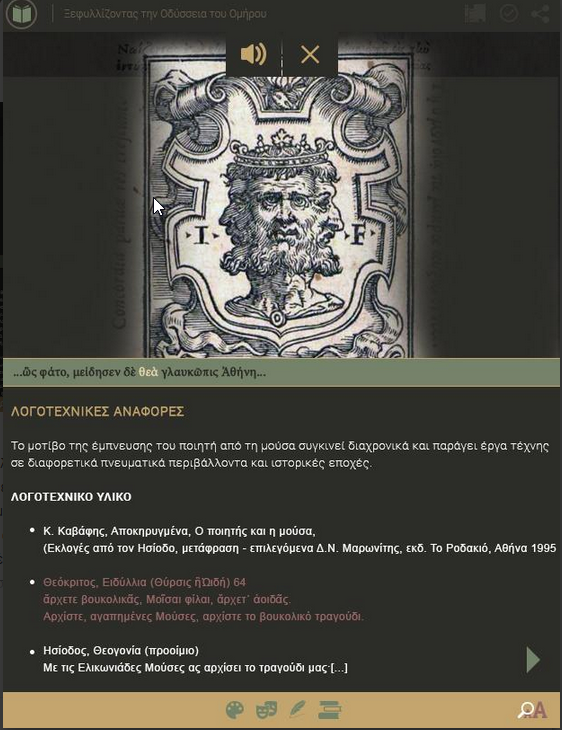 Ξεφυλλίζοντας την Οδύσσεια του Ομήρου
I F
...ὣς φάτο, μείδησεν δὲ θεὰ γλαυκῶπις Ἀθήνη...
ΛΟΓΟΤΕΧΝΙΚΕΣ ΑΝΑΦΟΡΕΣ
Το μοτίβο της έμπνευσης του ποιητή από τη μούσα συγκινεί διαχρονικά και παράγει έργα τέχνης
σε διαφορετικά πνευματικά περιβάλλοντα και ιστορικές εποχές.
ΛΟΓΟΤΕΧΝΙΚΟ ΥΛΙΚΟ
Κ. Καβάφης, Αποκηρυγμένα, Ο ποιητής και η μούσα,
(Εκλογές από τον Ησίοδο, μετάφραση - επιλεγόμενα Δ.Ν. Μαρωνίτης, εκδ. Το Ροδακιό, Αθήνα 1995
Θεόκριτος, Ειδύλλια (Θύρσις ἢ Ὠιδή) 64
ἄρχετε βουκολικᾶς, Μοῖσαι φίλαι, ἄρχετ᾽ ἀοιδᾶς.
Αρχίστε, αγαπημένες Μούσες, αρχίστε το βουκολικό τραγούδι.
Ησίοδος, Θεογονία (προοίμιο)
Με τις Ελικωνιάδες Μούσες ας αρχίσει το τραγούδι μας·[...]
AA